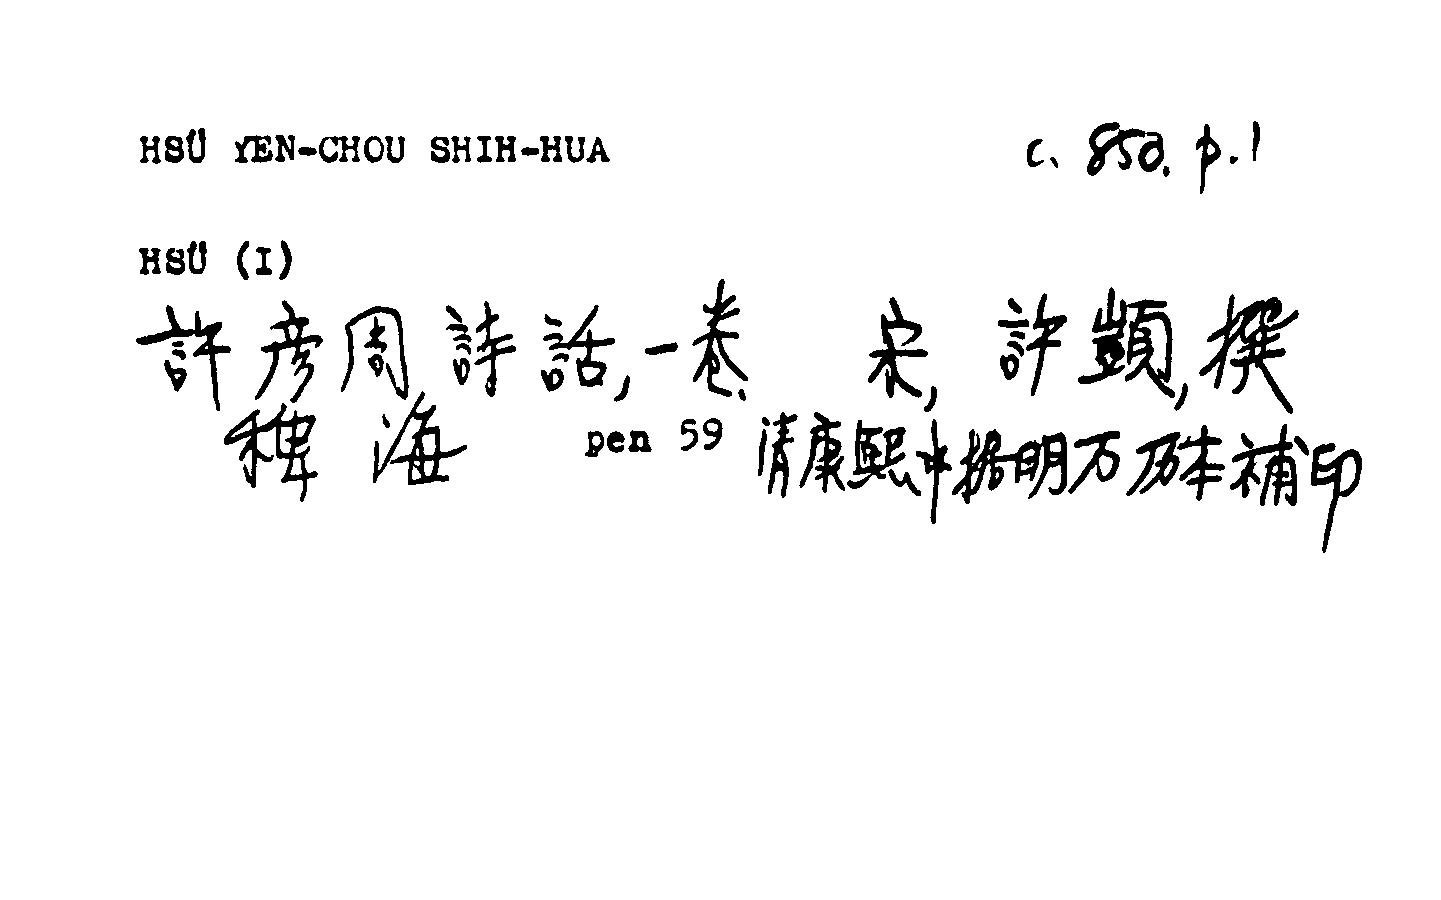 HSÜ YEN-CHOU SHIH-HUA c. 850. p.1
HSÜ (I)
許彦周詩話,一卷. 宋, 許顗,撰
稗海 pen 59 清康熙中据明万历本補印